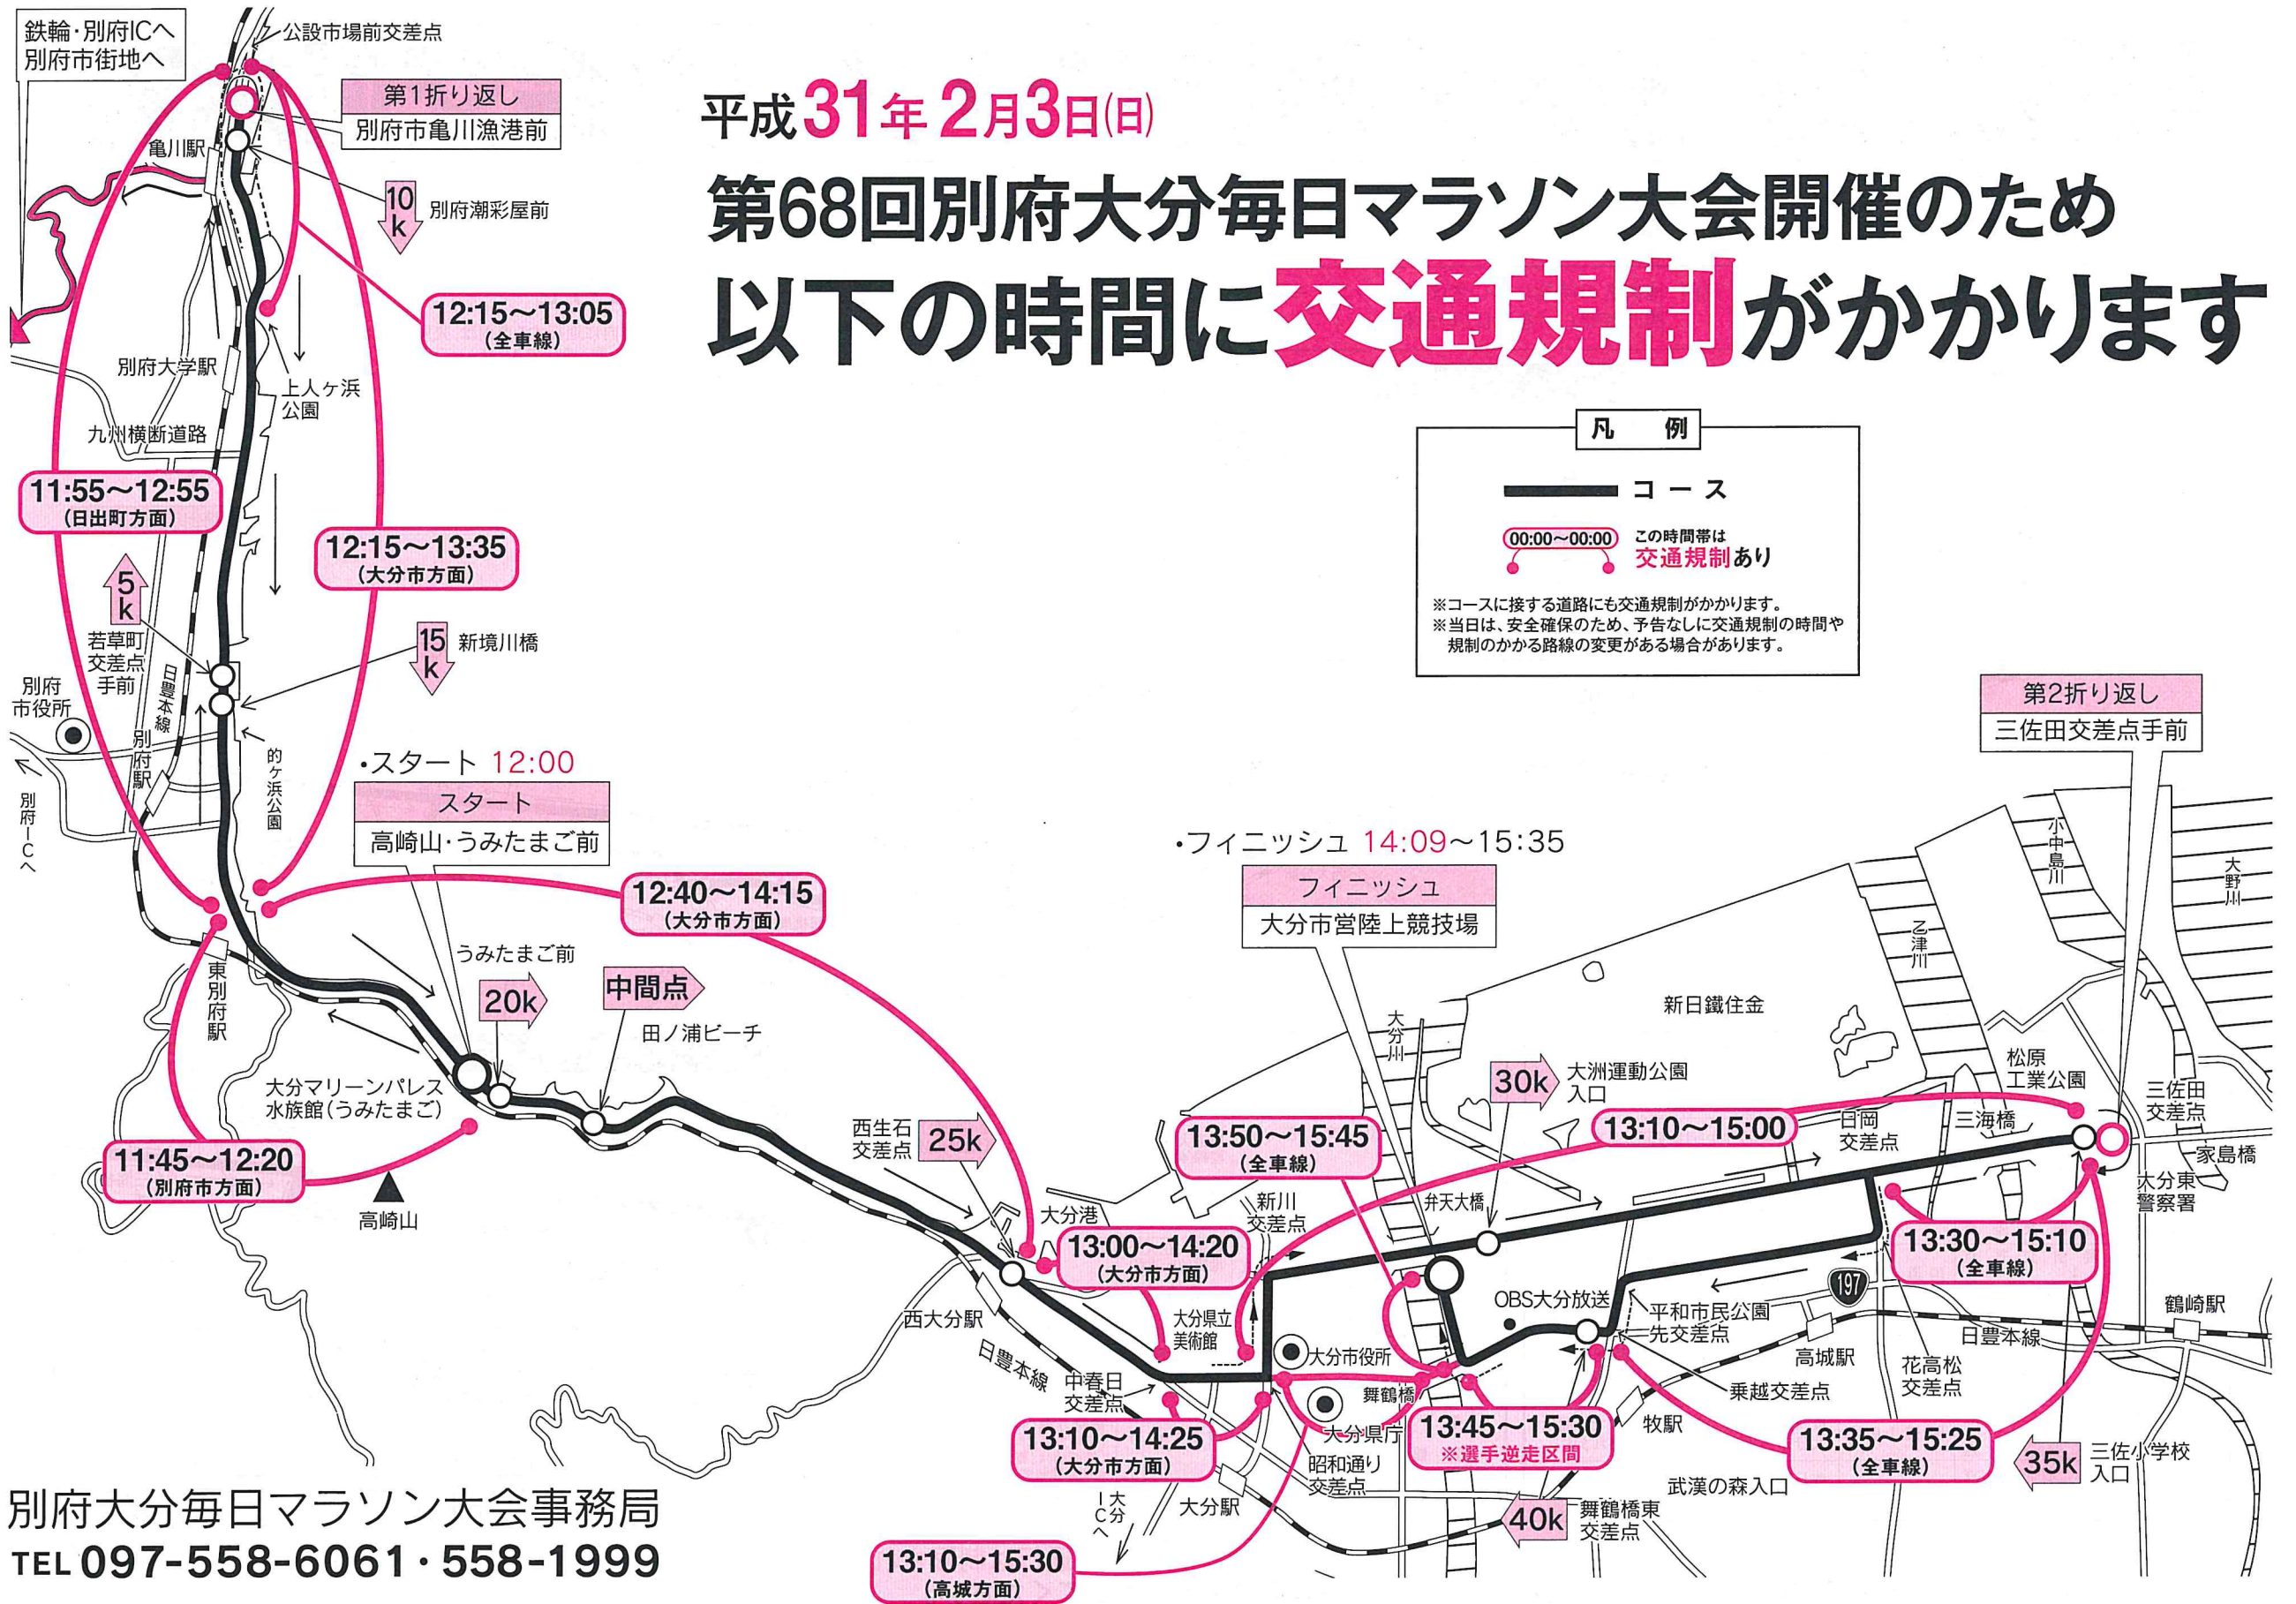 鉄輪・別府ICへ
別府市街地へ
公設市場前交差点
第1折り返し
別府市亀川漁港前
亀川駅
10k
別府潮彩屋前
平成31年2月3日(日)
第68回別府大分毎日マラソン大会開催のため
以下の時間に交通規制がかかります
12:15〜13:05
(全車線)
別府大学駅
上人ヶ浜
公園
九州横断道路
11:55〜12:55
(日出町方面)
12:15〜13:35
(大分市方面)
凡 例
コース
00:00〜00:00
この時間帯は
交通規制あり
※コースに接する道路にも交通規制がかかります。
※当日は、安全確保のため、予告なしに交通規制の時間や
規制のかかる路線の変更がある場合があります。
5k
若草町
交差点
手前
15k
新境川橋
日豊本線
別府
市役所
別府駅
別府ICへ
的ヶ浜公園
・スタート 12:00
スタート
高崎山・うみたまご前
第2折り返し
三佐田交差点手前
・フィニッシュ 14:09〜15:35
フィニッシュ
大分市営陸上競技場
12:40〜14:15
(大分市方面)
小中島川
大野川
乙津川
東別府駅
うみたまご前
20k
中間点
田ノ浦ビーチ
大分マリーンパレス
水族館(うみたまご)
11:45〜12:20
(別府市方面)
高崎山
西生石
交差点
25k
大分川
新日鐵住金
30k
大洲運動公園
入口
松原
工業公園
三佐田
交差点
13:50〜15:45
(全車線)
13:10〜15:00
日岡
交差点
三海橋
家島橋
大分東
警察署
大分港
新川
交差点
弁天大橋
13:00〜14:20
(大分市方面)
13:30〜15:10
(全車線)
197
西大分駅
大分県立
美術館
OBS大分放送
平和市民公園
先交差点
鶴崎駅
日豊本線
日豊本線
大分市役所
高城駅
花高松
交差点
中春日
交差点
舞鶴橋
乗越交差点
13:10〜14:25
(大分市方面)
大分県庁
13:45〜15:30
※選手逆走区間
牧駅
13:35〜15:25
(全車線)
35k
三佐小学校
入口
昭和通り
交差点
武漢の森入口
大分ICへ
大分駅
40k
舞鶴橋東
交差点
13:10〜15:30
(高城方面)
別府大分毎日マラソン大会事務局
TEL 097-558-6061・558-1999